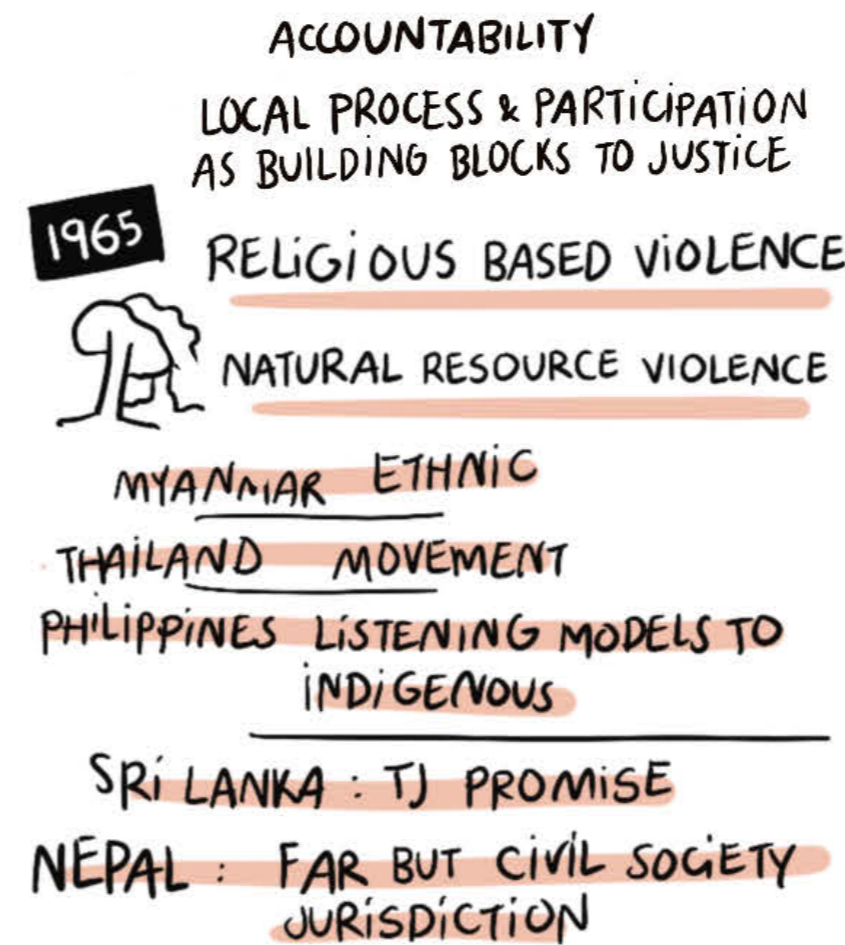 ACCOUNTABILITY
LOCAL PROCESS & PARTICIPATION
AS BUILDING BLOCKS TO JUSTICE
1965
RELIGIOUS BASED VIOLENCE
NATURAL RESOURCE VIOLENCE
MYANMAR ETHNIC
THAILAND MOVEMENT
PHILIPPINES LISTENING MODELS TO
INDIGENOUS
SRI LANKA : TJ PROMISE
NEPAL : FAR BUT CIVIL SOCIETY
JURISDICTION